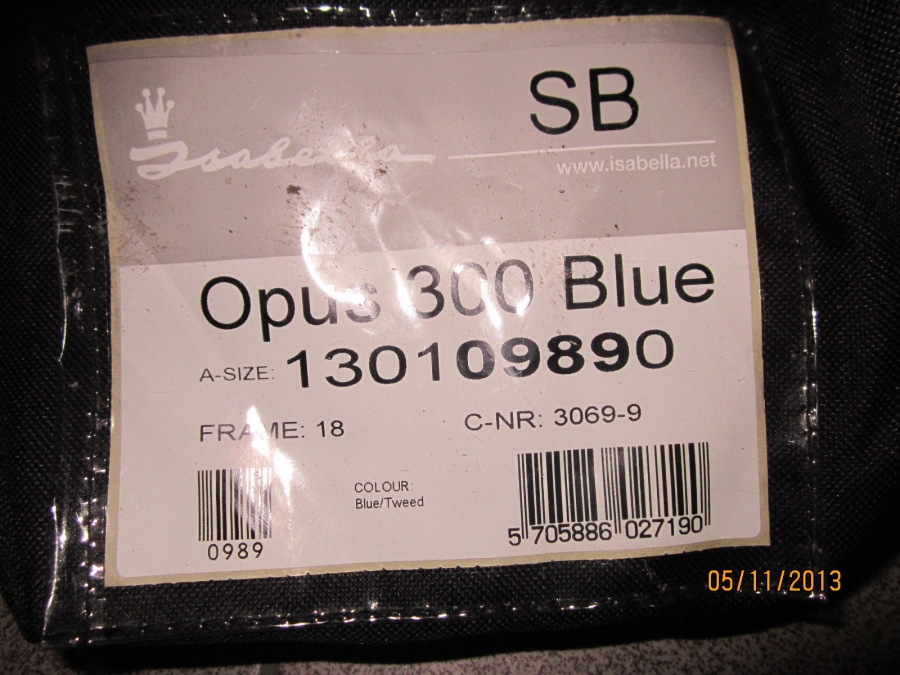 SB
Isabella
www.isabella.net
Opus 300 Blue
A-SIZE: 130109890
FRAME: 18
C-NR: 3069-9
COLOUR:
Blue/Tweed
0989
5 705886 027190
05/11/2013